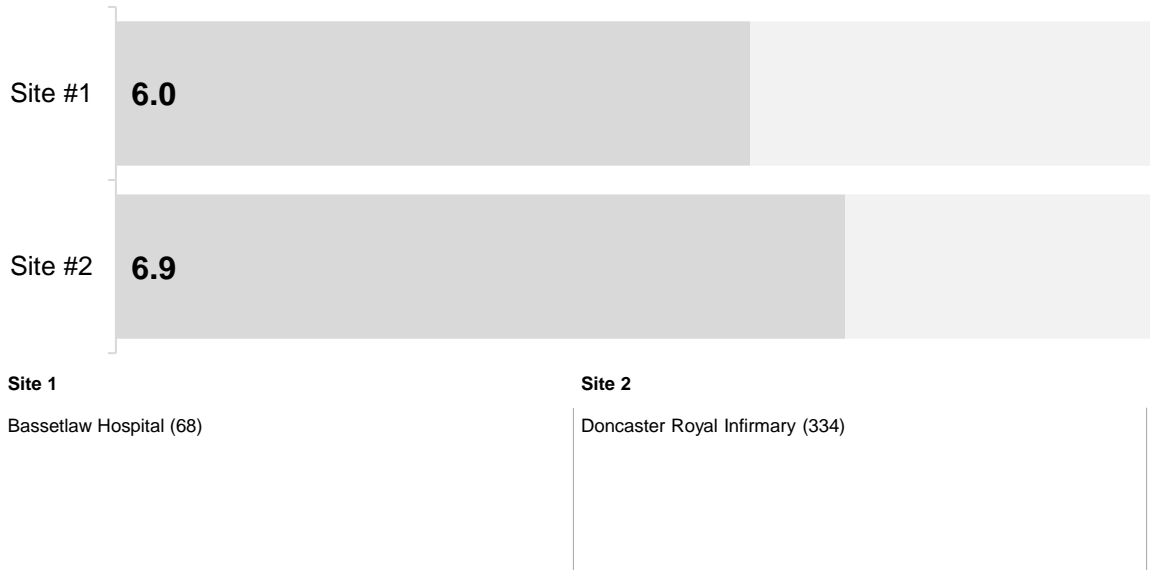 Site #1
6.0
Site #2
6.9
Site 1
Site 2
Bassetlaw Hospital (68)
Doncaster Royal Infirmary (334)